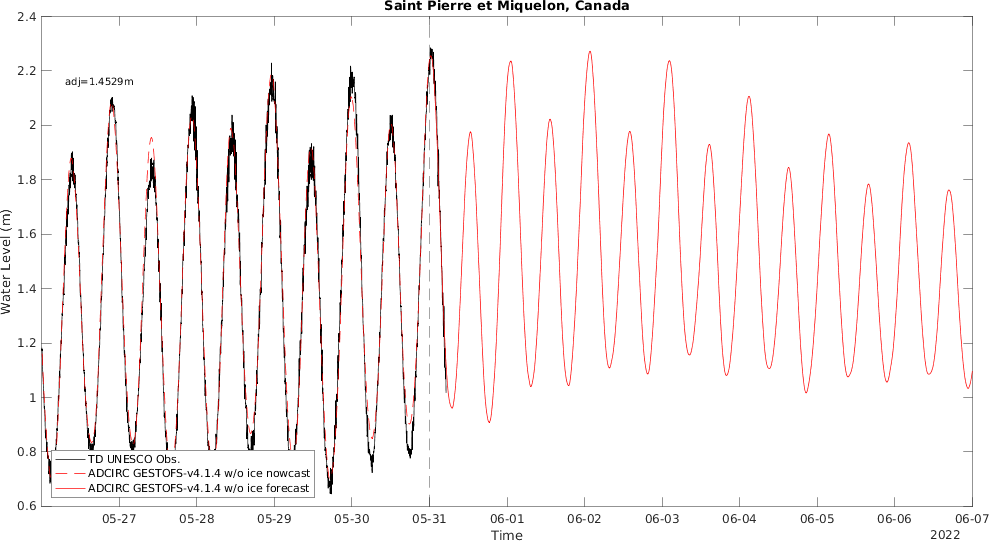 Saint Pierre et Miquelon, Canada
2.4
2.2
2
1.8
1.6
1.4
1.2
1
0.8
0.6
Water Level (m)
adj=1.4529m
TD UNESCO Obs.
ADCIRC GESTOFS-v4.1.4 w/o ice nowcast
ADCIRC GESTOFS-v4.1.4 w/o ice forecast
05-27 05-28 05-29 05-30 05-31 06-01 06-02 06-03 06-04 06-05 06-06 06-07
Time
2022